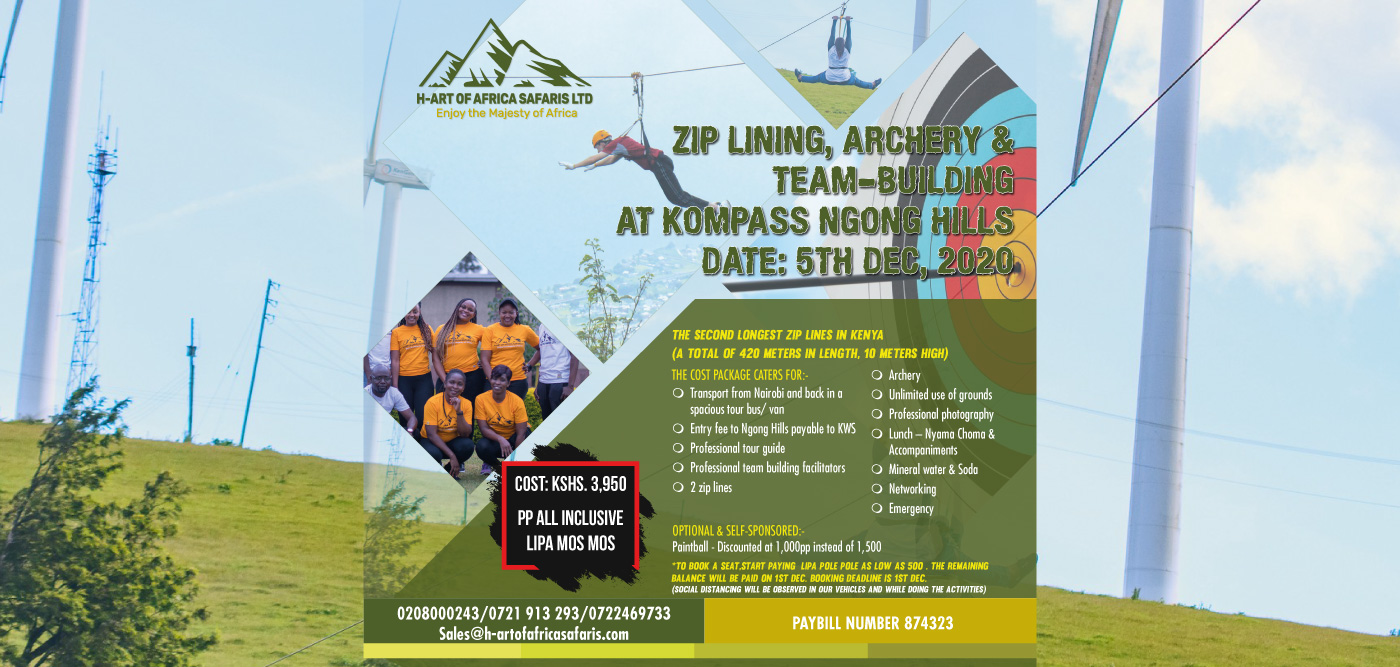 H-ART OF AFRICA SAFARIS LTD
Enjoy the Majesty of Africa
ZIP LINING, ARCHERY &
TEAM-BUILDING
AT KOMPASS NGONG HILLS
DATE: 5TH DEC, 2020
THE SECOND LONGEST ZIP LINES IN KENYA
(A TOTAL OF 420 METERS IN LENGTH, 10 METERS HIGH)
THE COST PACKAGE CATERS FOR:-
Transport from Nairobi and back in a
spacious tour bus/ van
Entry fee to Ngong Hills payable to KWS
Professional tour guide
Professional team building facilitators
2 zip lines
Archery
Unlimited use of grounds
Professional photography
Lunch – Nyama Choma &
Accompaniments
Mineral water & Soda
Networking
Emergency
COST: KSHS. 3,950
PP ALL INCLUSIVE
LIPA MOS MOS
OPTIONAL & SELF-SPONSORED:-
Paintball - Discounted at 1,000pp instead of 1,500
*TO BOOK A SEAT,START PAYING LIPA POLE POLE AS LOW AS 500 . THE REMAINING
BALANCE WILL BE PAID ON 1ST DEC. BOOKING DEADLINE IS 1ST DEC.
(SOCIAL DISTANCING WILL BE OBSERVED IN OUR VEHICLES AND WHILE DOING THE ACTIVITIES)
0208000243/0721 913 293/0722469733
Sales@h-artofafricasafaris.com
PAYBILL NUMBER 874323